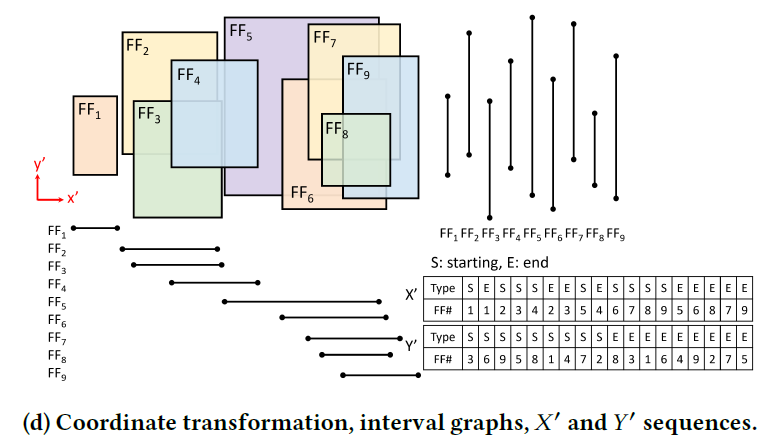 FF5
FF2
FF7
FF4
FF9
FF1
FF3
FF8
FF6
y′
x′
FF1
FF2
FF3
FF4
FF5
FF6
FF7
FF8
FF9
FF1 FF2 FF3 FF4 FF5 FF6 FF7 FF8 FF9
S: starting, E: end
X′
Type S E S S S E E S E S S S S E E E E E
FF# 1 1 2 3 4 2 3 5 4 6 7 8 9 5 6 8 7 9
Y′
Type S S S S S S S S S E E E E E E E E E
FF# 3 6 9 5 8 1 4 7 2 8 3 1 6 4 9 2 7 5
(d) Coordinate transformation, interval graphs, X′ and Y′ sequences.